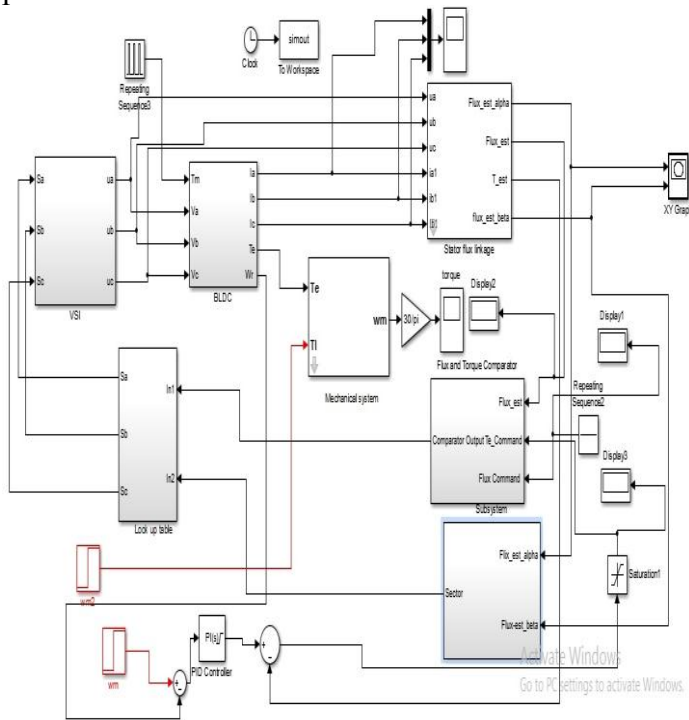 simout
Clock
To Workspace
Repeating
Sequence3
ua
ub
uc
ia1
ib1
Flux_est_alpha
Flux_est
T_est
flux_est_beta
Stator flux linkage
XY Grap
Sa
Sb
Sc
ua
ub
uc
VSI
Tm
Va
Vb
Vc
Ia
Ib
Ic
Te
Wr
BLDC
Te
Tl
wm
Mechanical system
30/pi
torque
Display2
Display1
Flux and Torque Comparator
Flux_est
Comparator Output
Te_Command
Flux Command
Subsystem
Repeating
Sequence2
Display3
Sa
Sb
Sc
In1
In2
Look up table
wm2
Sector
Flix_est_alpha
Flux-est_beta
Saturation1
wm
PI(s)
PID Controller
Activate Windows
Go to PC settings to activate Windows.